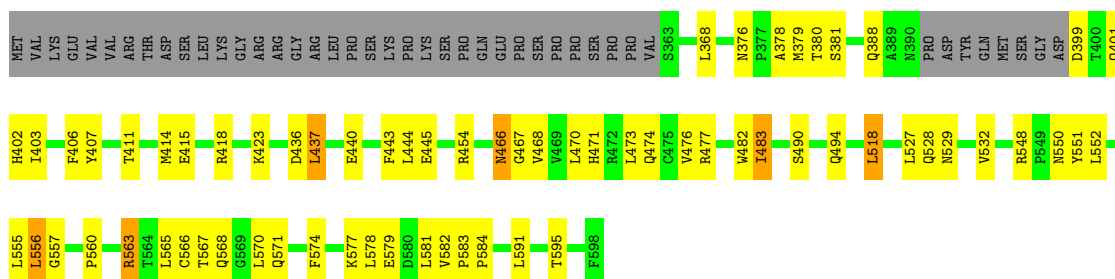 MET VAL LYS GLU VAL VAL ARG THR ASP SER LEU LYS GLY ARG ARG GLY ARG LEU PRO SER LYS PRO LYS SER PRO GLN GLU PRO SER PRO PRO SER PRO PRO VAL S363 L368 N376 P377 A378 M379 T380 S381 Q388 A389 N390 PRO ASP TYR GLN MET SER GLY ASP D399 T400
H402 I403 F406 Y407 T411 M414 E415 R418 K423 D436 L437 E440 F443 L444 E445 R454 N466 G467 V468 V469 L470 H471 R472 L473 Q474 C475 V476 R477 W482 I483 S490 Q494 L518 L527 Q528 N529 V532 R548 P549 N550 Y551 L552
L555 L556 G557 P560 R563 T564 L565 C566 T567 Q568 G569 L570 Q571 F574 K577 L578 E579 D580 L581 V582 P583 P584 L591 T595 F598